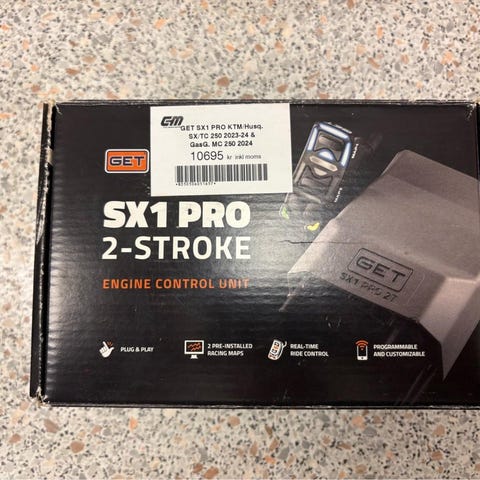 GM
GET SX1 PRO KTM/Husq.
SX/TC 250 2023-24 &
GasG. MC 250 2024
10695 kr inkl moms
GET
SX1 PRO
2-STROKE
ENGINE CONTROL UNIT
GET
SX1 PRO 2T
PLUG & PLAY
2 PRE-INSTALLED
RACING MAPS
REAL-TIME
RIDE CONTROL
PROGRAMMABLE
AND CUSTOMIZABLE